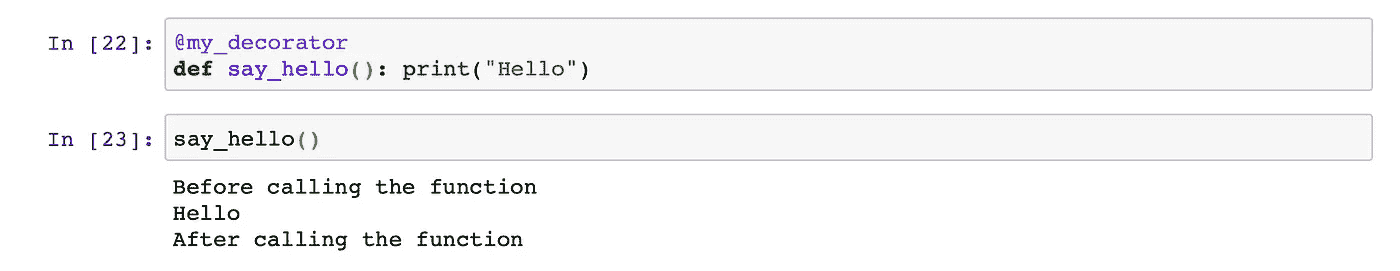 In [22]: @my_decorator
def say_hello(): print("Hello")
In [23]: say_hello()
Before calling the function
Hello
After calling the function